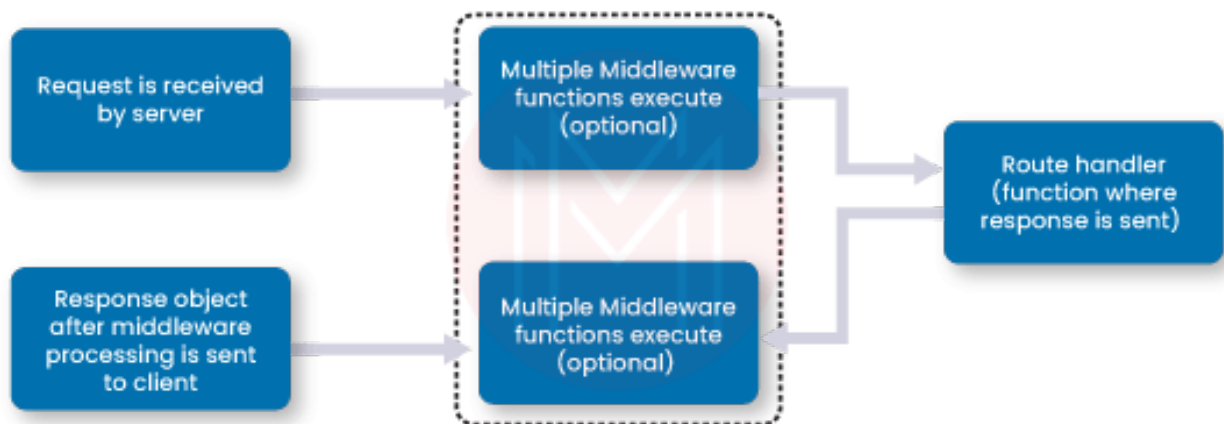 Request is received
by server
Multiple Middleware
functions execute
(optional)
Route handler
(function where
response is sent)
Response object
after middleware
processing is sent
to client
Multiple Middleware
functions execute
(optional)